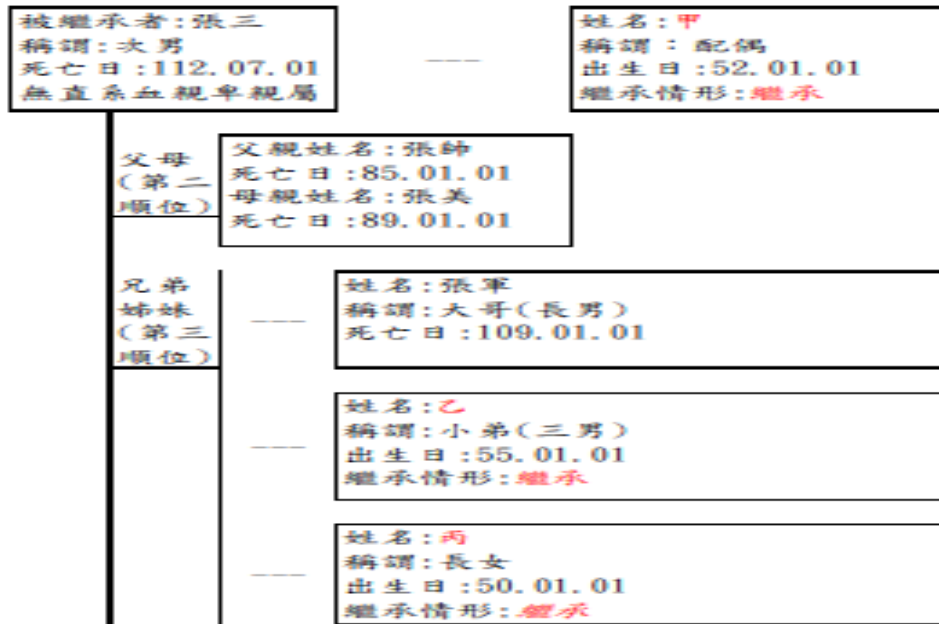 被繼承者:張三
稱謂:次男
死亡日:112.07.01
無直系血親卑親屬
姓名:甲
稱謂：配偶
出生日:52.01.01
繼承情形:繼承
父母
(第二
順位)
父親姓名:張帥
死亡日:85.01.01
母親姓名:張美
死亡日:89.01.01
兄弟
姊妹
(第三
順位)
姓名:張軍
稱謂:大哥(長男)
死亡日:109.01.01
姓名:乙
稱謂:小弟(三男)
出生日:55.01.01
繼承情形:繼承
姓名:丙
稱謂:長女
出生日:50.01.01
繼承情形:繼承